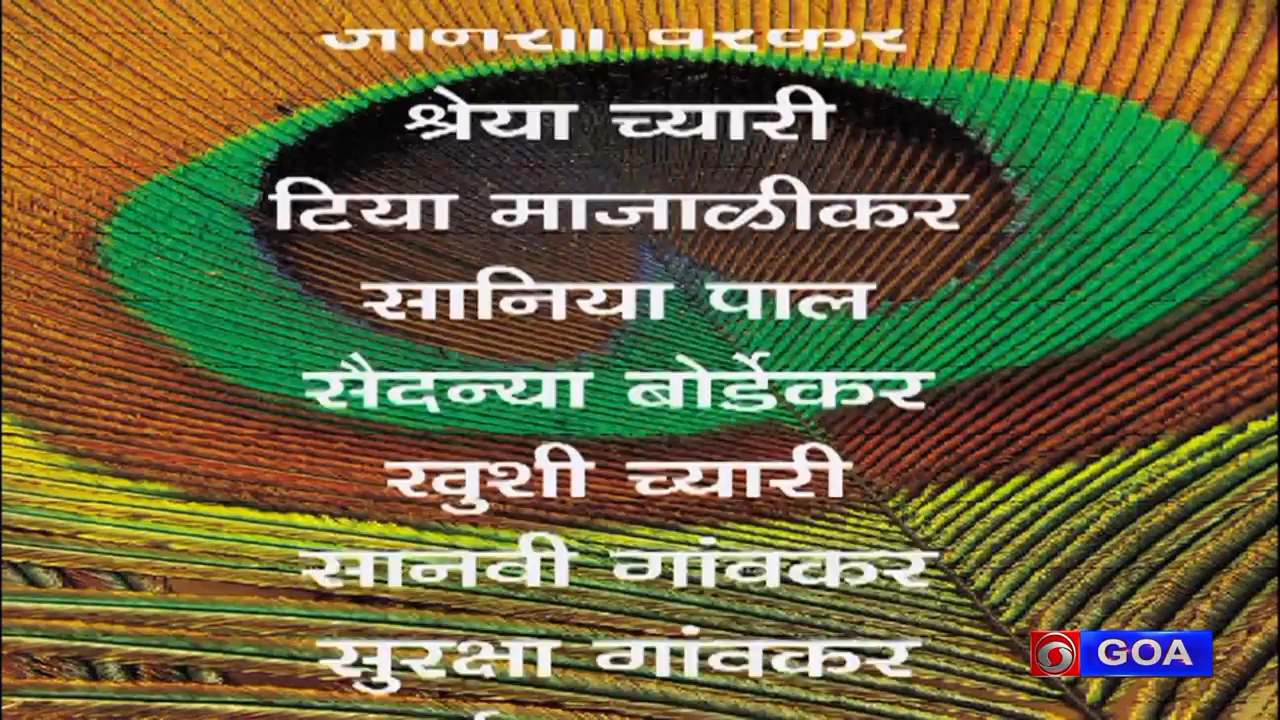 श्रेया च्यारी
टिया माजाळीकर
सानिया पाल
सैदन्या बोर्डेकर
खुशी च्यारी
सानवी गांवकर
सुरक्षा गांवकर
GOA